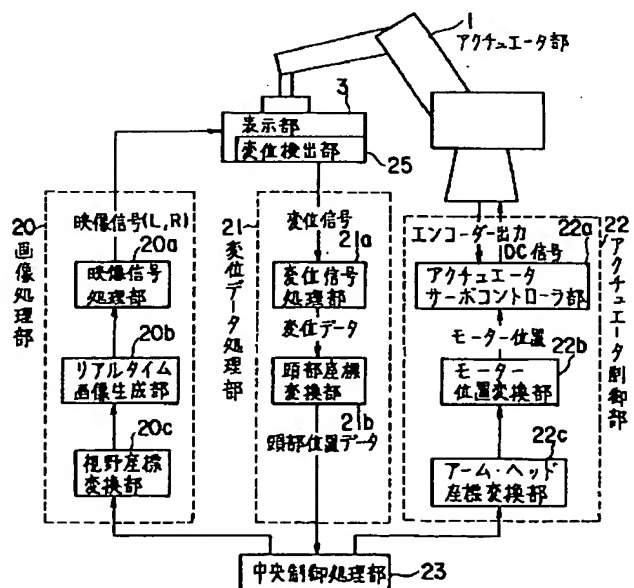 1
アクチュエータ部
3
表示部
変位検出部
25
20
画像処理部
映像信号(L,R)
20a
映像信号
処理部
20b
リアルタイム
画像生成部
20c
視野座標
変換部
21
変位データ処理部
変位信号
21a
変位信号
処理部
変位データ
頭部座標
変換部
21b
頭部位置データ
22
アクチュエータ制御部
エンコーダー出力
DC信号
22a
アクチュエータ
サーボコントローラ部
モーター位置
22b
モーター
位置変換部
22c
アーム・ヘッド
座標変換部
中央制御処理部
23